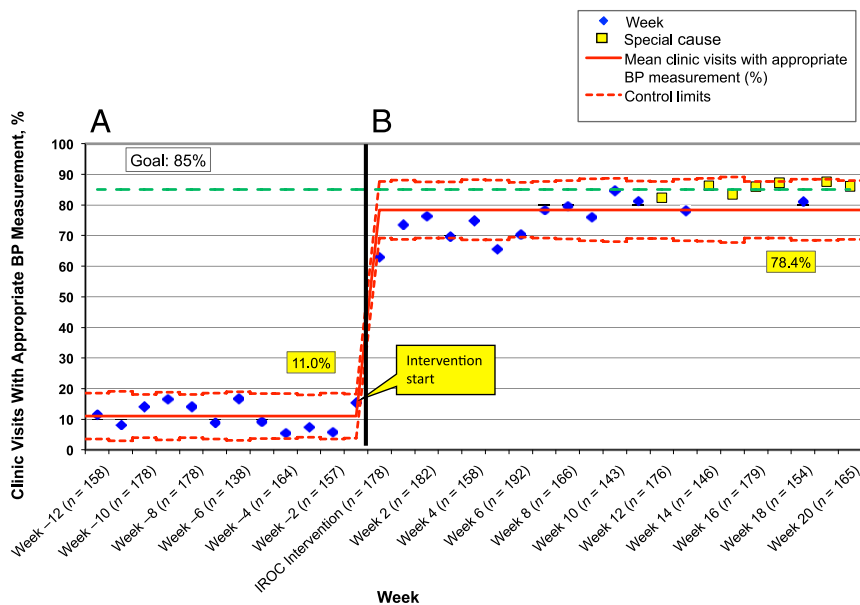 Week
Special cause
Mean clinic visits with appropriate
BP measurement (%)
Control limits
A
B
Clinic Visits With Appropriate BP Measurement, %
100
90
80
70
60
50
40
30
20
10
0
Goal: 85%
11.0%
Intervention
start
78.4%
Week –12 (n = 158)
Week –10 (n = 178)
Week –8 (n = 178)
Week –6 (n = 138)
Week –4 (n = 164)
Week –2 (n = 157)
IROC Intervention (n = 178)
Week 2 (n = 182)
Week 4 (n = 158)
Week 6 (n = 192)
Week 8 (n = 166)
Week 10 (n = 143)
Week 12 (n = 176)
Week 14 (n = 146)
Week 16 (n = 179)
Week 18 (n = 154)
Week 20 (n = 165)
Week